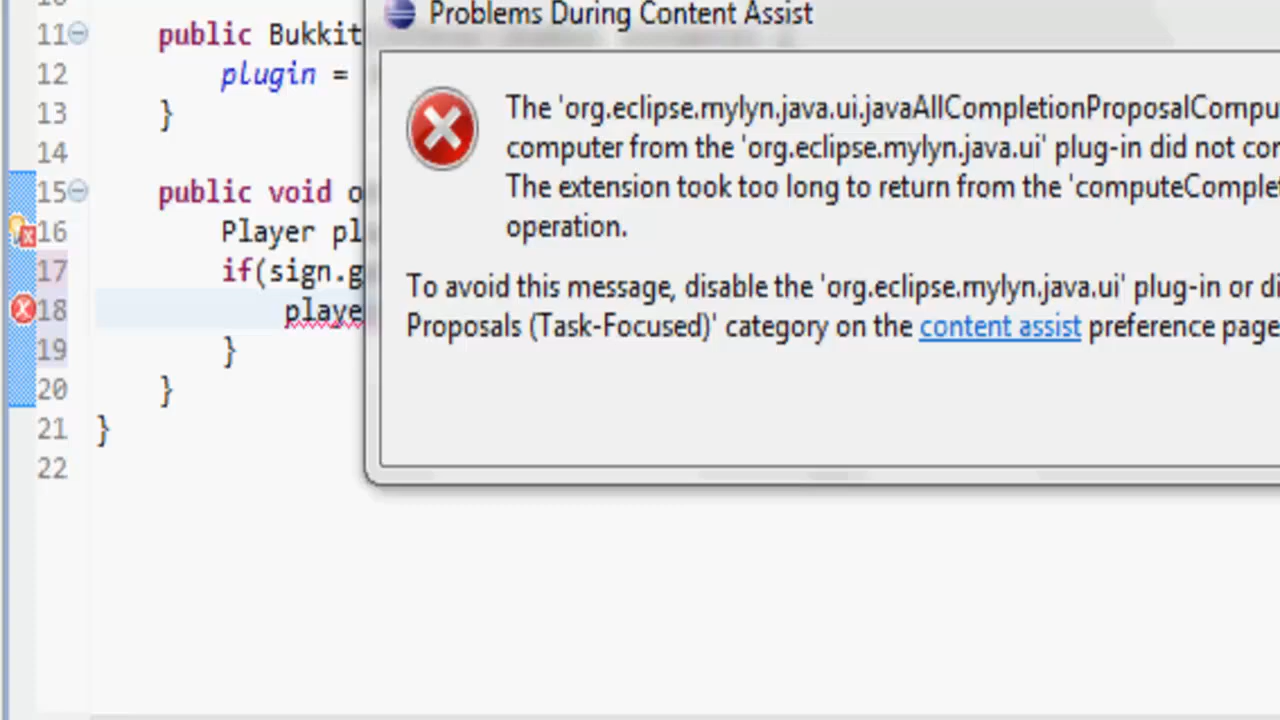 Problems During Content Assist
The 'org.eclipse.mylyn.java.ui.javaAllCompletionProposalCompu
computer from the 'org.eclipse.mylyn.java.ui' plug-in did not con
The extension took too long to return from the 'computeComplet
operation.
To avoid this message, disable the 'org.eclipse.mylyn.java.ui' plug-in or di
Proposals (Task-Focused)' category on the content assist preference page
11 public Bukkit
12 plugin =
13 }
14
15 public void o
16 Player pl
17 if(sign.g
18 playe
19 }
20 }
21 }
22